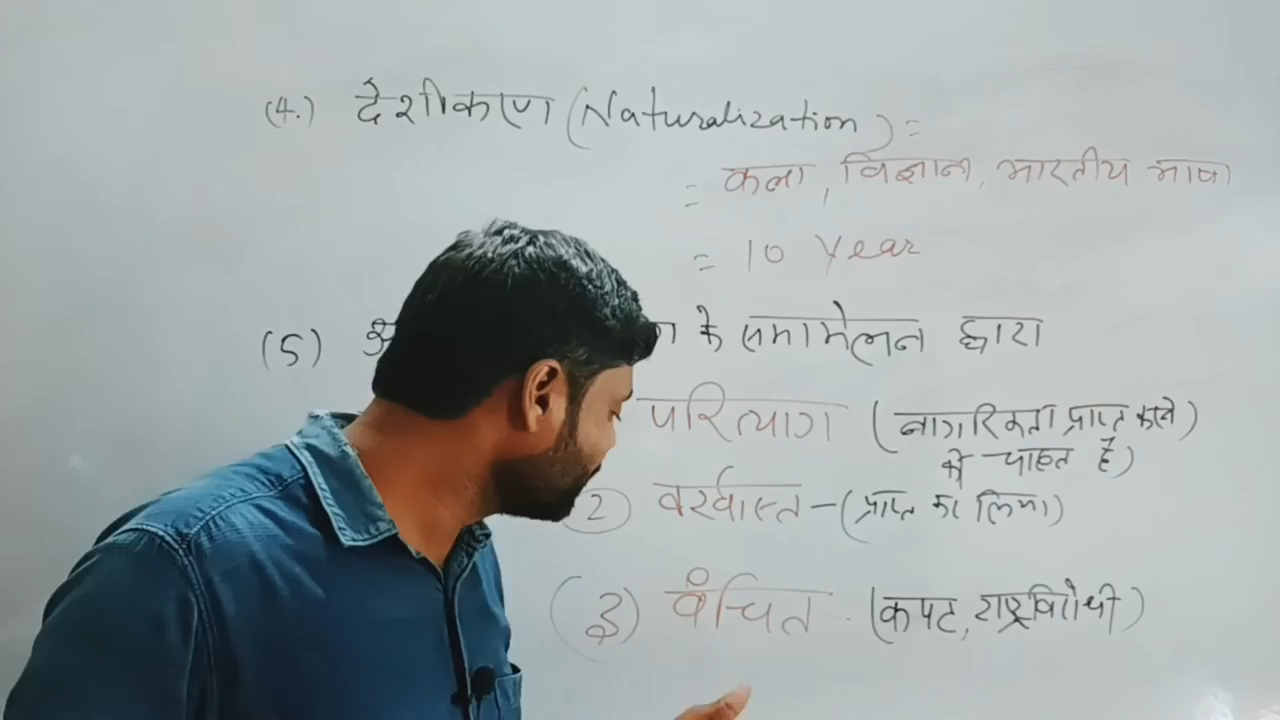 (4.) देशीकरण (Naturalization) =
= कला, विज्ञान, भारतीय भाषा
= 10 Year
(5) के समामेलन द्वारा
परित्याग (नागरिकता प्राप्त करने)
को चाहत है)
(2) बर्खास्त - (प्राप्त कर लिया)
(3) वंचित. (कपट, राष्ट्रविरोधी)